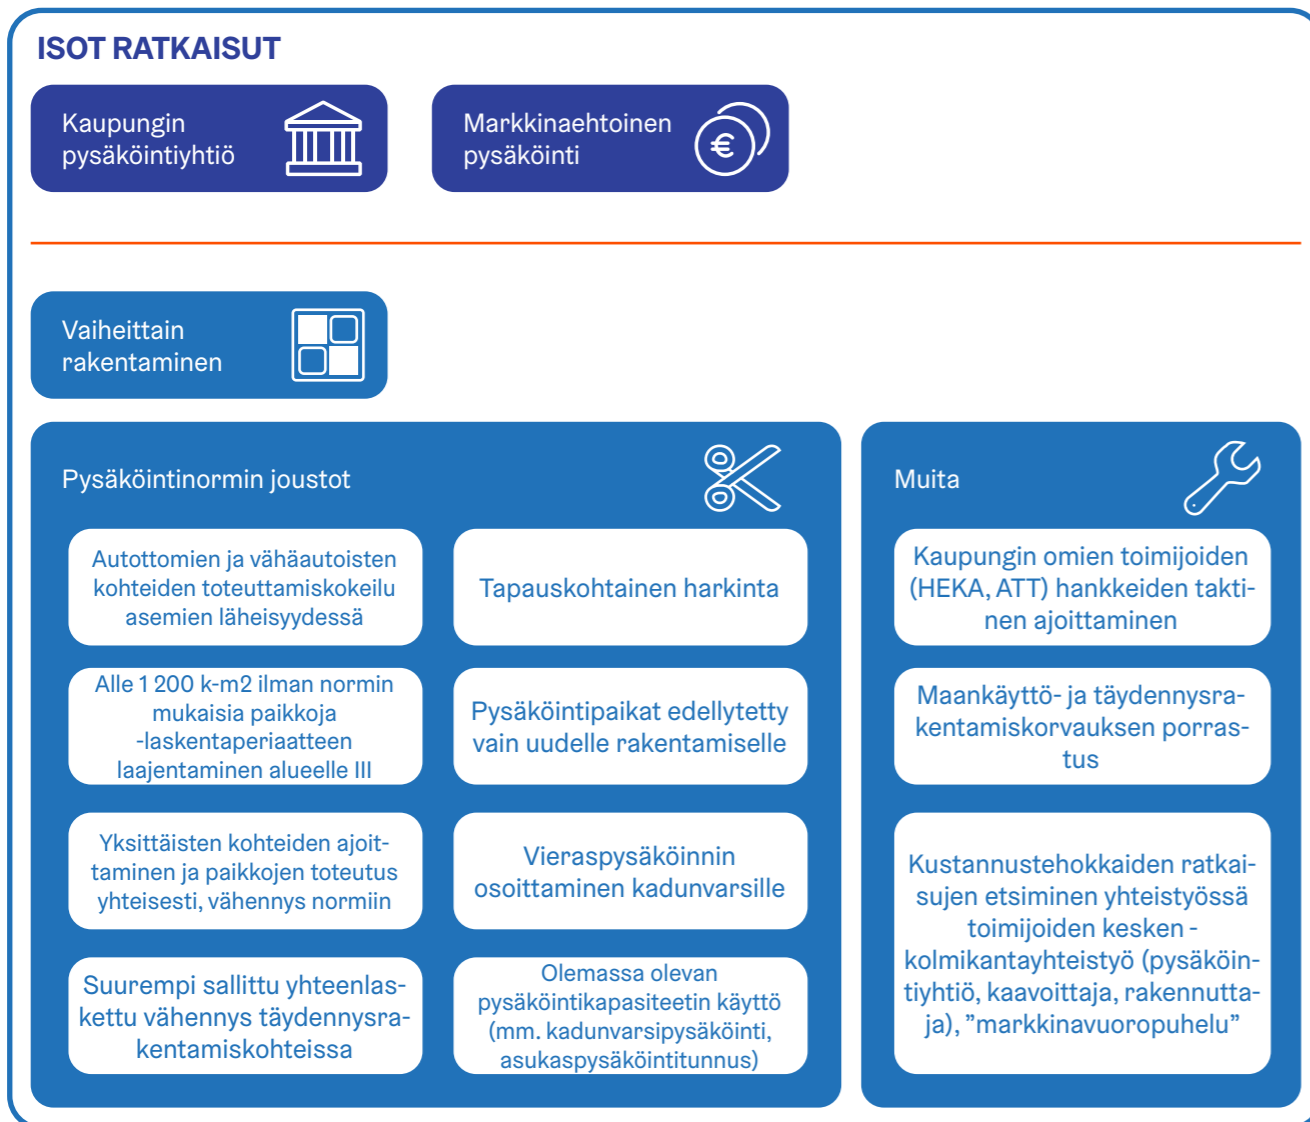 ISOT RATKAISUT
Kaupungin
pysäköintiyhtiö
Markkinaehtoinen
pysäköinti
€
Vaiheittain
rakentaminen
Pysäköintinormin joustot
Autottomien ja vähäautoisten
kohteiden toteuttamiskokeilu
asemien läheisyydessä
Tapauskohtainen harkinta
Alle 1 200 k-m2 ilman normin
mukaisia paikkoja
-laskentaperiaatteen
laajentaminen alueelle III
Pysäköintipaikat edellytetty
vain uudelle rakentamiselle
Yksittäisten kohteiden ajoit-
taminen ja paikkojen toteutus
yhteisesti, vähennys normiin
Vieraspysäköinnin
osoittaminen kadunvarsille
Suurempi sallittu yhteenlas-
kettu vähennys täydennysra-
kentamiskohteissa
Olemassa olevan
pysäköintikapasiteetin käyttö
(mm. kadunvarsipysäköinti,
asukaspysäköintitunnus)
Muita
Kaupungin omien toimijoiden
(HEKA, ATT) hankkeiden takti-
nen ajoittaminen
Maankäyttö- ja täydennysra-
kentamiskorvauksen porras-
tus
Kustannustehokkaiden ratkai-
sujen etsiminen yhteistyössä
toimijoiden kesken -
kolmikantayhteistyö (pysäköin-
tiyhtiö, kaavoittaja, rakennutta-
ja), ”markkinavuoropuhelu”